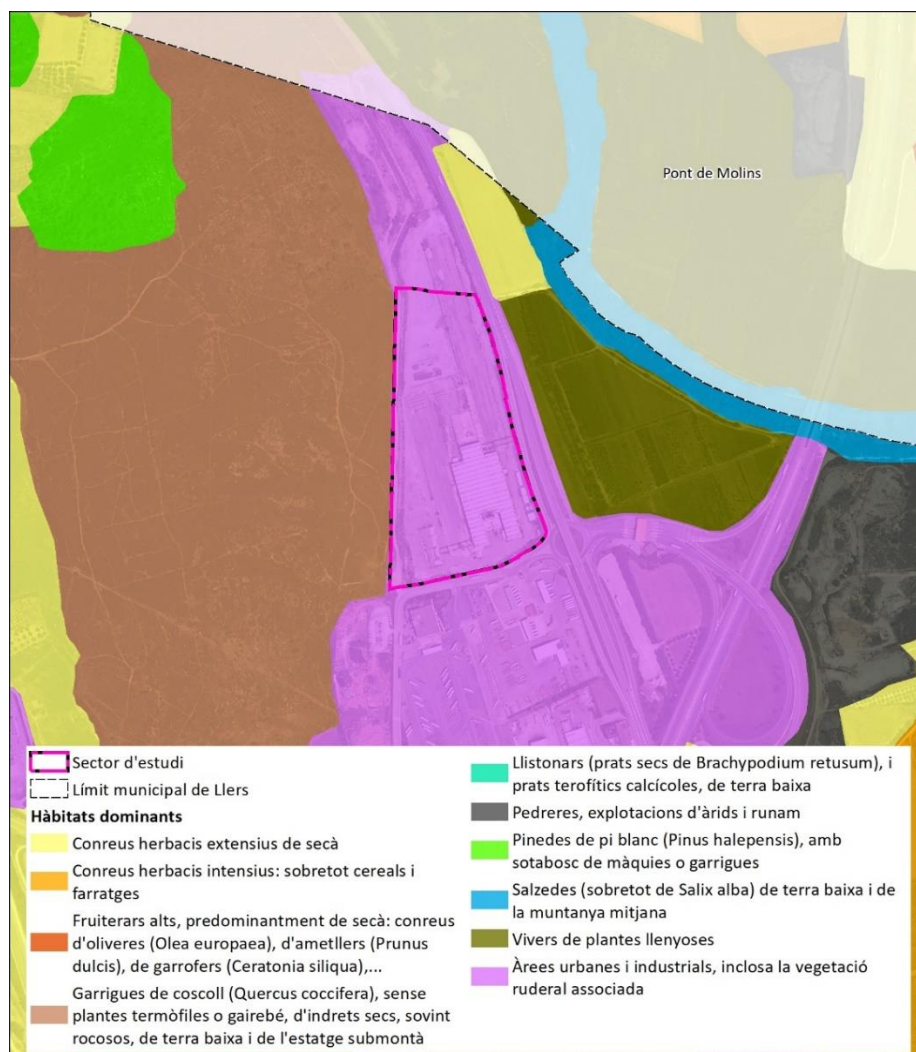 Pont de Molins
Sector d'estudi
Límit municipal de Llers
Hàbitats dominants
Conreus herbacis extensius de secà
Conreus herbacis intensius: sobretot cereals i
farratges
Fruiterars alts, predominantment de secà: conreus
d'oliveres (Olea europaea), d'ametllers (Prunus
dulcis), de garrofers (Ceratonia siliqua),...
Garrigues de coscoll (Quercus coccifera), sense
plantes termòfiles o gairebé, d'indrets secs, sovint
rocosos, de terra baixa i de l'estatge submontà
Llistonars (prats secs de Brachypodium retusum), i
prats terofítics calcícoles, de terra baixa
Pedreres, explotacions d'àrids i runam
Pinedes de pi blanc (Pinus halepensis), amb
sotabosc de màquies o garrigues
Salzedes (sobretot de Salix alba) de terra baixa i de
la muntanya mitjana
Vivers de plantes llenyoses
Àrees urbanes i industrials, inclosa la vegetació
ruderal associada